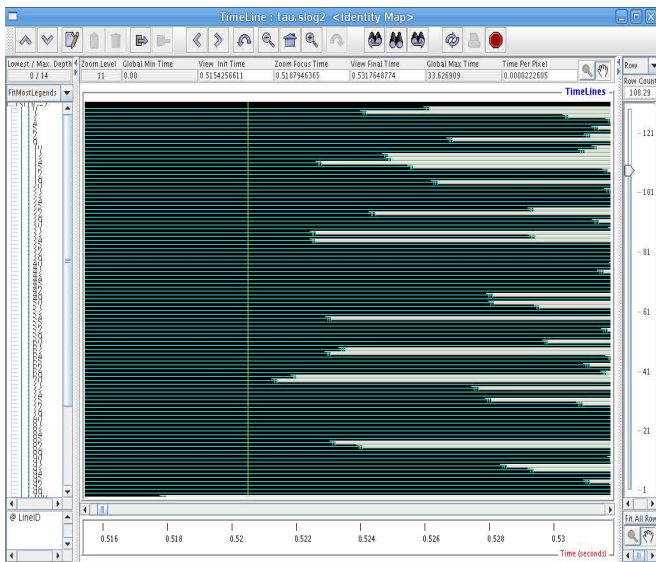 TimeLine : tau.slog2 <Identity Map>
Lowest / Max. Depth
Zoom Level
Global Min Time
View Init Time
Zoom Focus Time
View Final Time
Global Max Time
Time Per Pixel
Row
0 / 14
11
0.00
0.5154256611
0.5187946365
0.5317648774
33.626909
0.0000222605
Row Count
108.29
FitMostLegends
TimeLines
121
101
81
61
41
21
1
@ LineID
Fit All Row
0.516
0.518
0.52
0.522
0.524
0.526
0.528
0.53
Time (seconds)